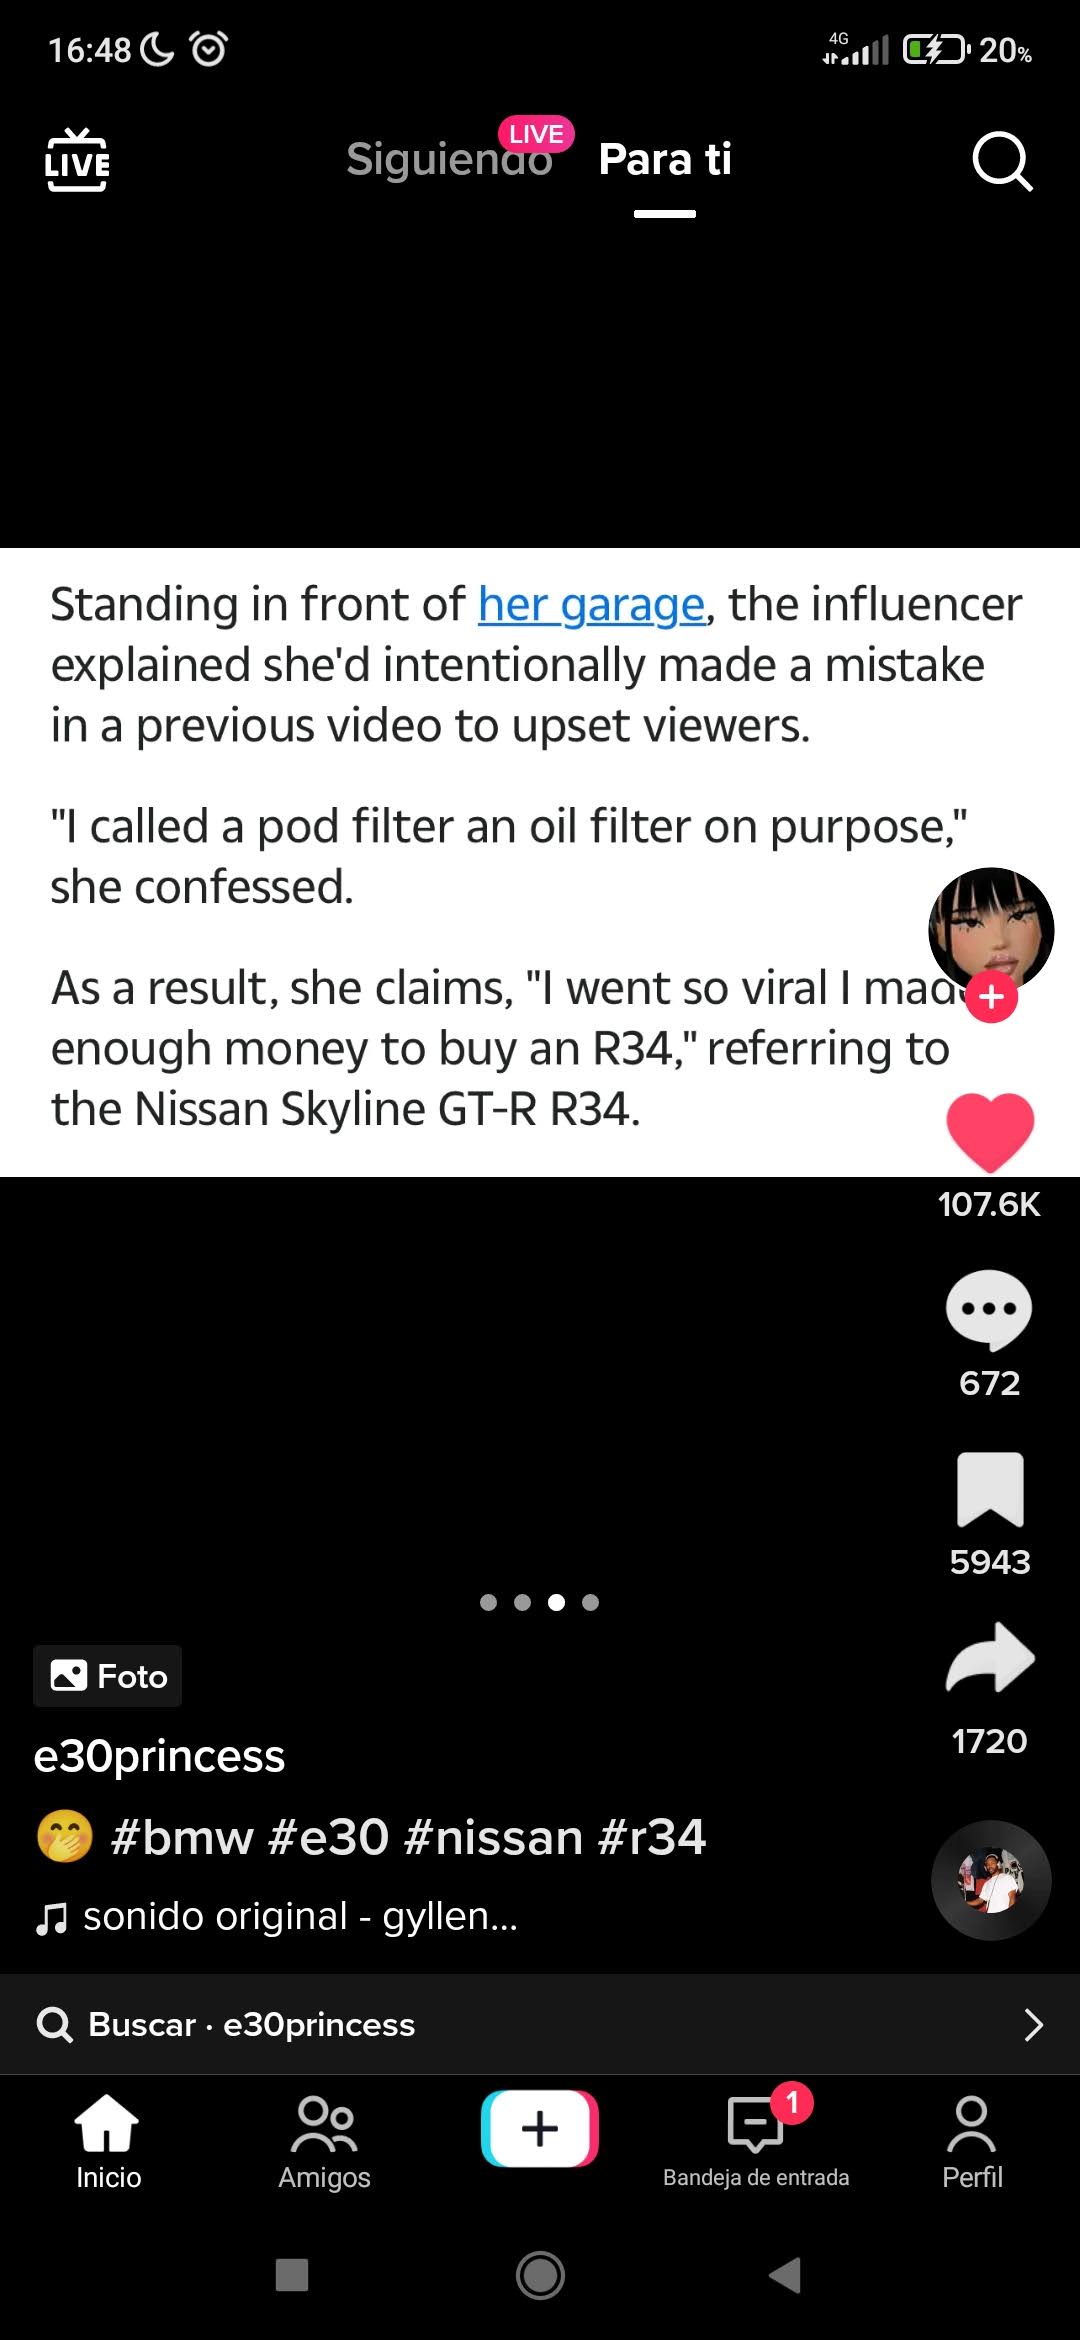 16:48
4G
20%
LIVE
Siguiendo
LIVE
Para ti
Standing in front of her garage, the influencer
explained she'd intentionally made a mistake
in a previous video to upset viewers.
"I called a pod filter an oil filter on purpose,"
she confessed.
As a result, she claims, "I went so viral I made
enough money to buy an R34," referring to
the Nissan Skyline GT-R R34.
107.6K
672
5943
1720
Foto
e30princess
🤭 #bmw #e30 #nissan #r34
sonido original - gyllen...
Buscar · e30princess
Inicio
Amigos
1
Bandeja de entrada
Perfil